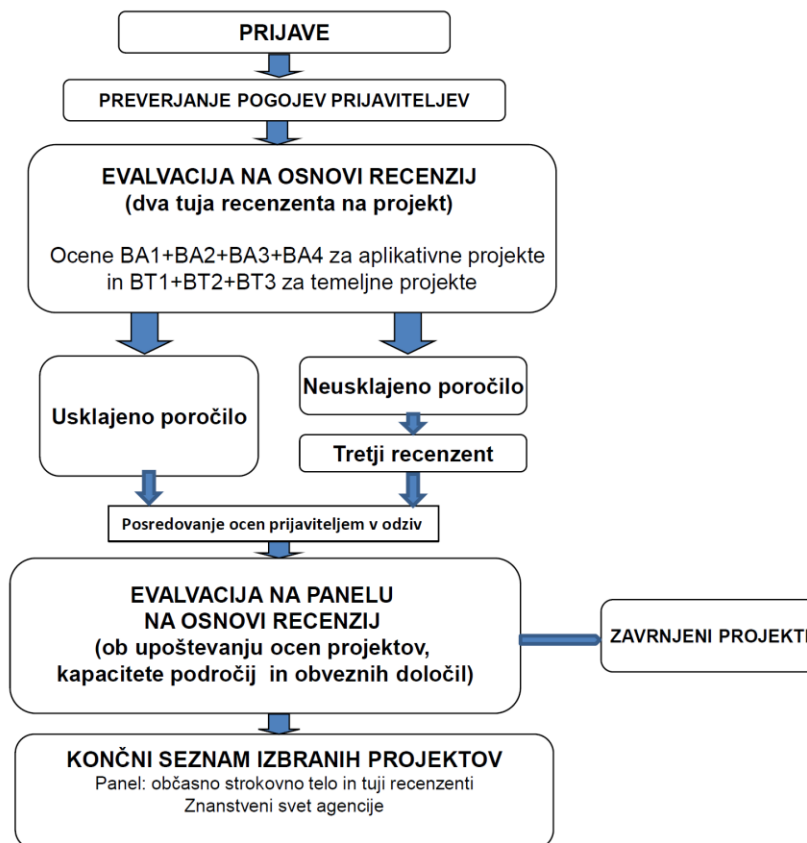 PRIJAVE
PREVERJANJE POGOJEV PRIJAVITELJEV
EVALVACIJA NA OSNOVI RECENZIJ
(dva tuja recenzenta na projekt)
Ocene BA1+BA2+BA3+BA4 za aplikativne projekte
in BT1+BT2+BT3 za temeljne projekte
Usklajeno poročilo
Neusklajeno poročilo
Tretji recenzent
Posredovanje ocen prijaviteljem v odziv
EVALVACIJA NA PANELU
NA OSNOVI RECENZIJ
(ob upoštevanju ocen projektov,
kapacitete področij in obveznih določil)
ZAVRNJENI PROJEKTI
KONČNI SEZNAM IZBRANIH PROJEKTOV
Panel: občasno strokovno telo in tuji recenzenti
Znanstveni svet agencije